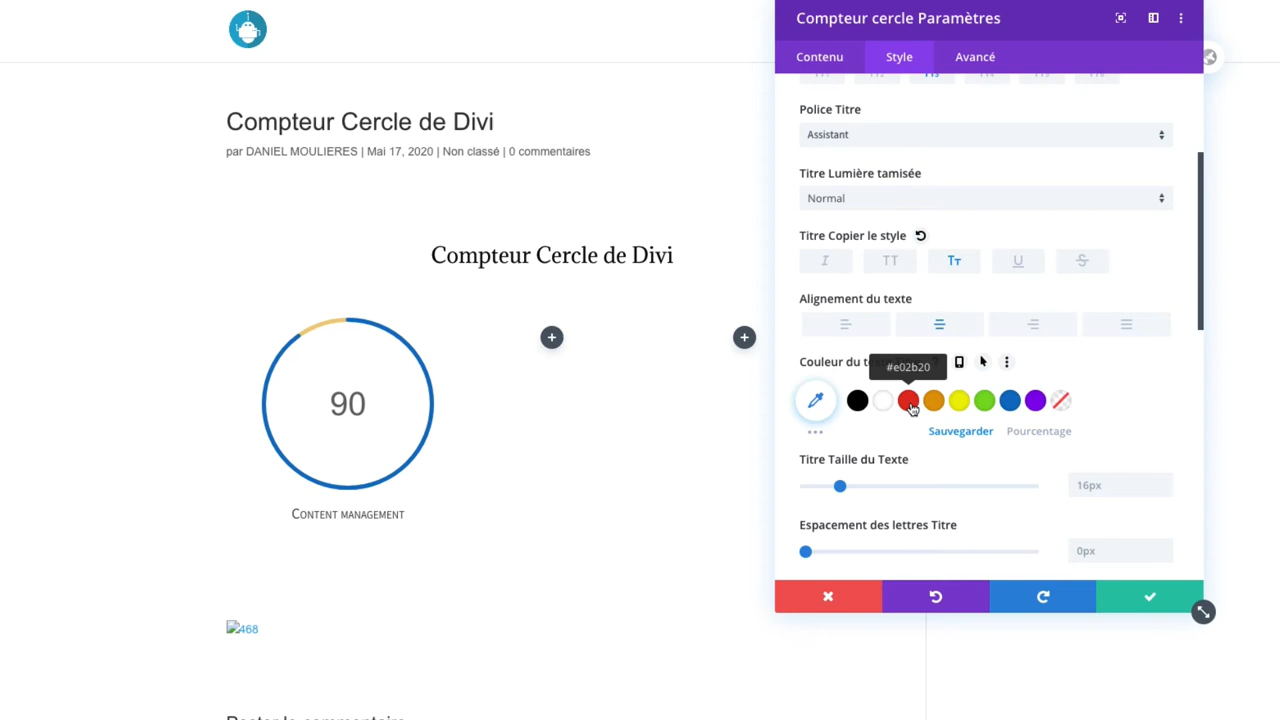 Compteur Cercle de Divi
par DANIEL MOULIERES | Mai 17, 2020 | Non classé | 0 commentaires
Compteur Cercle de Divi
90
Content management
468
Compteur cercle Paramètres
Contenu
Style
Avancé
Police Titre
Assistant
Titre Lumière tamisée
Normal
Titre Copier le style
I TT Tт U S
Alignement du texte
Couleur du
#e02b20
Sauvegarder Pourcentage
Titre Taille du Texte
16px
Espacement des lettres Titre
0px